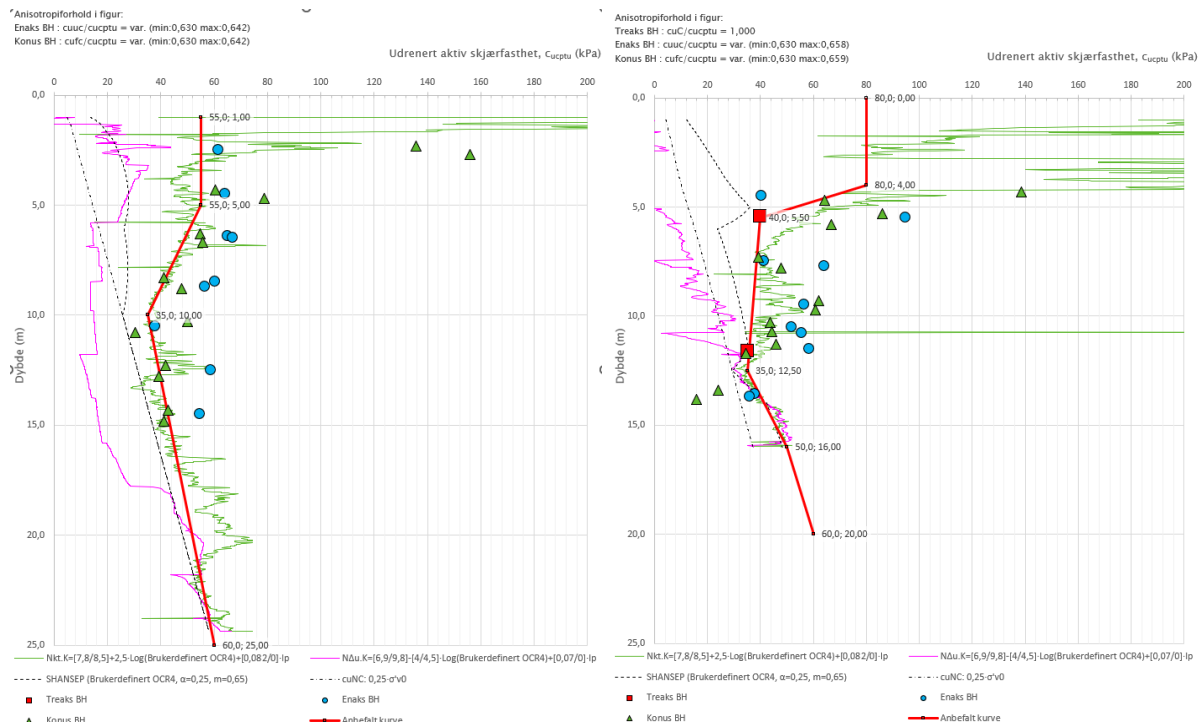 Anisotropiforhold i figur:
Enaks BH : cuuc/cucptu = var. (min:0,630 max:0,642)
Konus BH : cufc/cucptu = var. (min:0,630 max:0,642)
Udrenert aktiv skjærfasthet, cucptu (kPa)
0 20 40 60 80 100 120 140 160 180 200
0,0
5,0
10,0
15,0
20,0
25,0
Dybde (m)
55,0; 1,00
55,0; 5,00
35,0; 10,00
60,0; 25,00
Nkt.K=[7,8/8,5]+2,5·Log(Brukerdefinert OCR4)+[0,082/0]·Ip
NΔu.K=[6,9/9,8]-[4/4,5]·Log(Brukerdefinert OCR4)+[0,07/0]·Ip
SHANSEP (Brukerdefinert OCR4, α=0,25, m=0,65)
cuNC: 0,25·σ'v0
Treaks BH
Enaks BH
Konus BH
Anbefalt kurve
Anisotropiforhold i figur:
Treaks BH : cuC/cucptu = 1,000
Enaks BH : cuuc/cucptu = var. (min:0,630 max:0,658)
Konus BH : cufc/cucptu = var. (min:0,630 max:0,659)
Udrenert aktiv skjærfasthet, cucptu (kPa)
0 20 40 60 80 100 120 140 160 180 200
0,0
5,0
10,0
15,0
20,0
25,0
Dybde (m)
80,0; 0,00
80,0; 4,00
40,0; 5,50
35,0; 12,50
50,0; 16,00
60,0; 20,00
Nkt.K=[7,8/8,5]+2,5·Log(Brukerdefinert OCR4)+[0,082/0]·Ip
NΔu.K=[6,9/9,8]-[4/4,5]·Log(Brukerdefinert OCR4)+[0,07/0]·Ip
SHANSEP (Brukerdefinert OCR4, α=0,25, m=0,65)
cuNC: 0,25·σ'v0
Treaks BH
Enaks BH
Konus BH
Anbefalt kurve